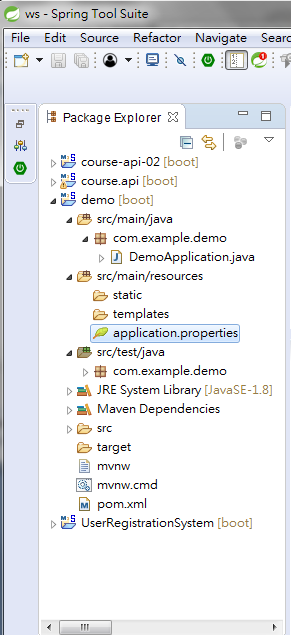 ws - Spring Tool Suite
File Edit Source Refactor Navigate Sear
Package Explorer
course-api-02 [boot]
course.api [boot]
demo [boot]
src/main/java
com.example.demo
DemoApplication.java
src/main/resources
static
templates
application.properties
src/test/java
com.example.demo
JRE System Library [JavaSE-1.8]
Maven Dependencies
src
target
mvnw
mvnw.cmd
pom.xml
UserRegistrationSystem [boot]